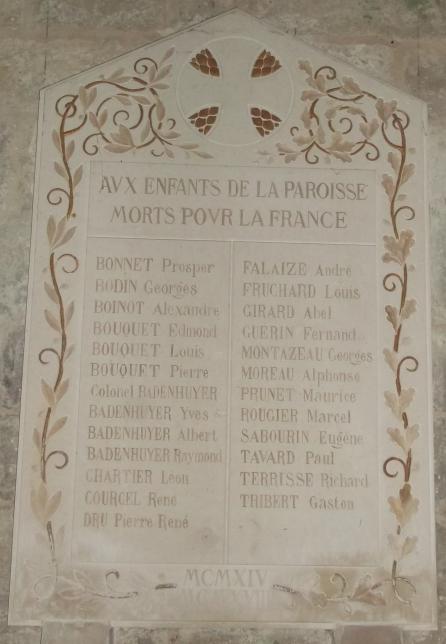 AVX ENFANTS DE LA PAROISSE
MORTS POVR LA FRANCE
BONNET Prosper
BODIN Georges
BOINOT Alexandre
BOUQUET Edmond
BOUQUET Louis
BOUQUET Pierre
Colonel BADENHUYER
BADENHUYER Yves
BADENHUYER Albert
BADENHUYER Raymond
CHARTIER Léon
COURCEL René
DRU Pierre René
FALAIZE André
FRUCHARD Louis
GIRARD Abel
GUERIN Fernand
MONTAZEAU Georges
MOREAU Alphonse
PRUNET Maurice
ROUGIER Marcel
SABOURIN Eugène
TAVARD Paul
TERRISSE Richard
THIBERT Gaston
MCMXIV